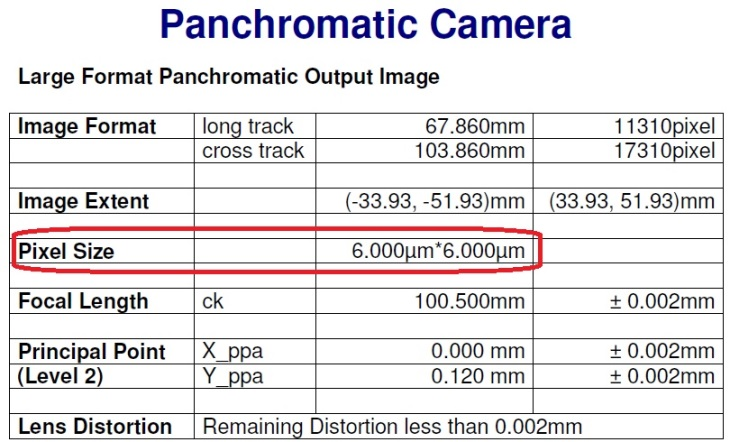 Panchromatic Camera
Large Format Panchromatic Output Image
Image Format long track 67.860mm 11310pixel
cross track 103.860mm 17310pixel
Image Extent (-33.93, -51.93)mm (33.93, 51.93)mm
Pixel Size 6.000µm*6.000µm
Focal Length ck 100.500mm ± 0.002mm
Principal Point X_ppa 0.000 mm ± 0.002mm
(Level 2) Y_ppa 0.120 mm ± 0.002mm
Lens Distortion Remaining Distortion less than 0.002mm